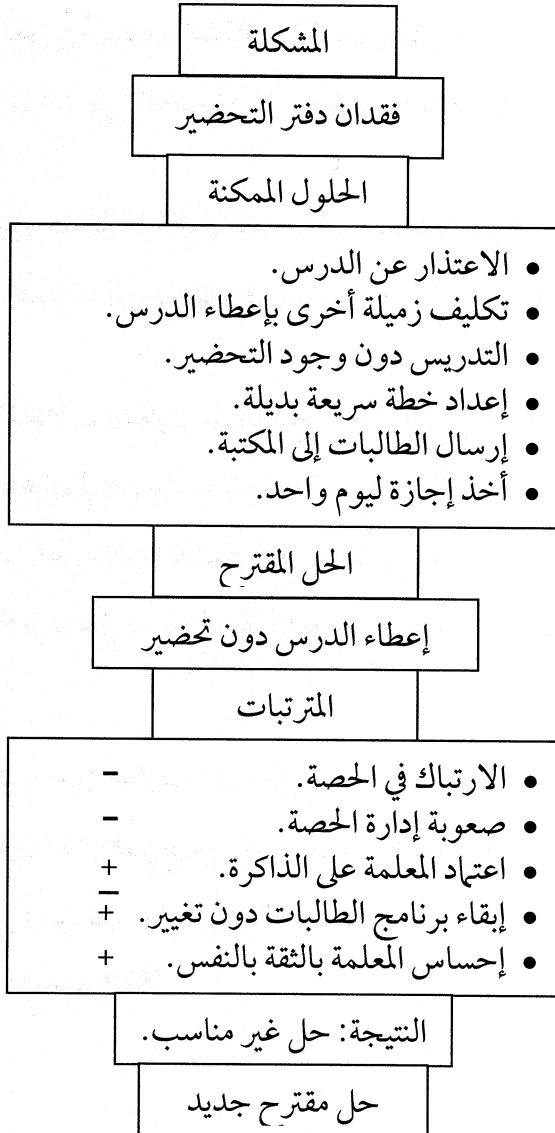 المشكلة
فقدان دفتر التحضير
الحلول الممكنة
• الاعتذار عن الدرس.
• تكليف زميلة أخرى بإعطاء الدرس.
• التدريس دون وجود التحضير.
• إعداد خطة سريعة بديلة.
• إرسال الطالبات إلى المكتبة.
• أخذ إجازة ليوم واحد.
الحل المقترح
إعطاء الدرس دون تحضير
المترتبات
• الارتباك في الحصة. −
• صعوبة إدارة الحصة. −
• اعتماد المعلمة على الذاكرة. + −
• إبقاء برنامج الطالبات دون تغيير. +
• إحساس المعلمة بالثقة بالنفس. +
النتيجة: حل غير مناسب.
حل مقترح جديد